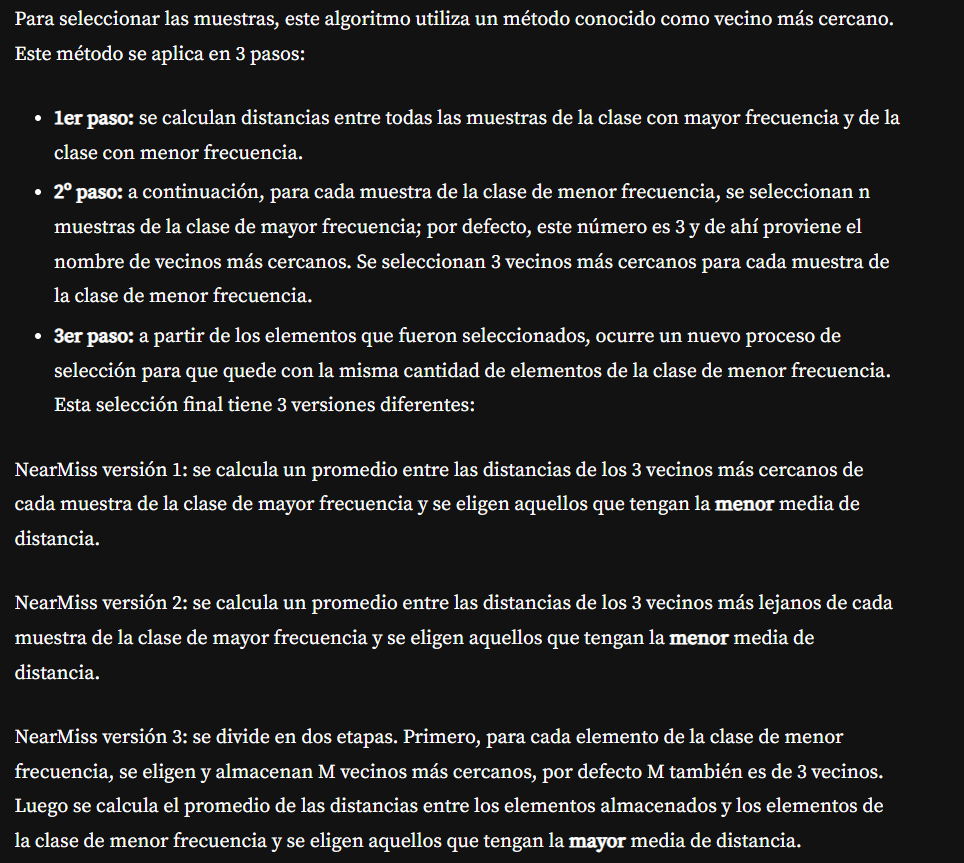 Para seleccionar las muestras, este algoritmo utiliza un método conocido como vecino más cercano.
Este método se aplica en 3 pasos:
• 1er paso: se calculan distancias entre todas las muestras de la clase con mayor frecuencia y de la
clase con menor frecuencia.
• 2º paso: a continuación, para cada muestra de la clase de menor frecuencia, se seleccionan n
muestras de la clase de mayor frecuencia; por defecto, este número es 3 y de ahí proviene el
nombre de vecinos más cercanos. Se seleccionan 3 vecinos más cercanos para cada muestra de
la clase de menor frecuencia.
• 3er paso: a partir de los elementos que fueron seleccionados, ocurre un nuevo proceso de
selección para que quede con la misma cantidad de elementos de la clase de menor frecuencia.
Esta selección final tiene 3 versiones diferentes:
NearMiss versión 1: se calcula un promedio entre las distancias de los 3 vecinos más cercanos de
cada muestra de la clase de mayor frecuencia y se eligen aquellos que tengan la menor media de
distancia.
NearMiss versión 2: se calcula un promedio entre las distancias de los 3 vecinos más lejanos de cada
muestra de la clase de mayor frecuencia y se eligen aquellos que tengan la menor media de
distancia.
NearMiss versión 3: se divide en dos etapas. Primero, para cada elemento de la clase de menor
frecuencia, se eligen y almacenan M vecinos más cercanos, por defecto M también es de 3 vecinos.
Luego se calcula el promedio de las distancias entre los elementos almacenados y los elementos de
la clase de menor frecuencia y se eligen aquellos que tengan la mayor media de distancia.